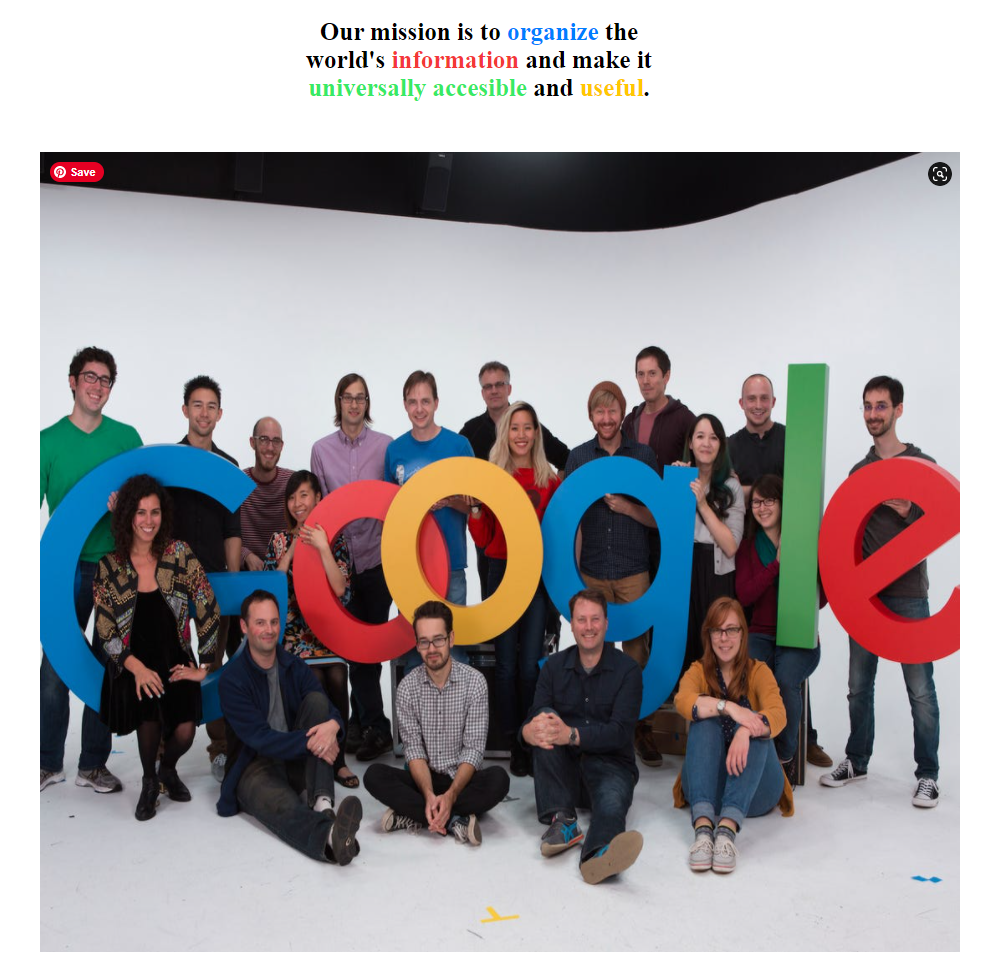 Our mission is to organize the
world's information and make it
universally accesible and useful.
Save
Google